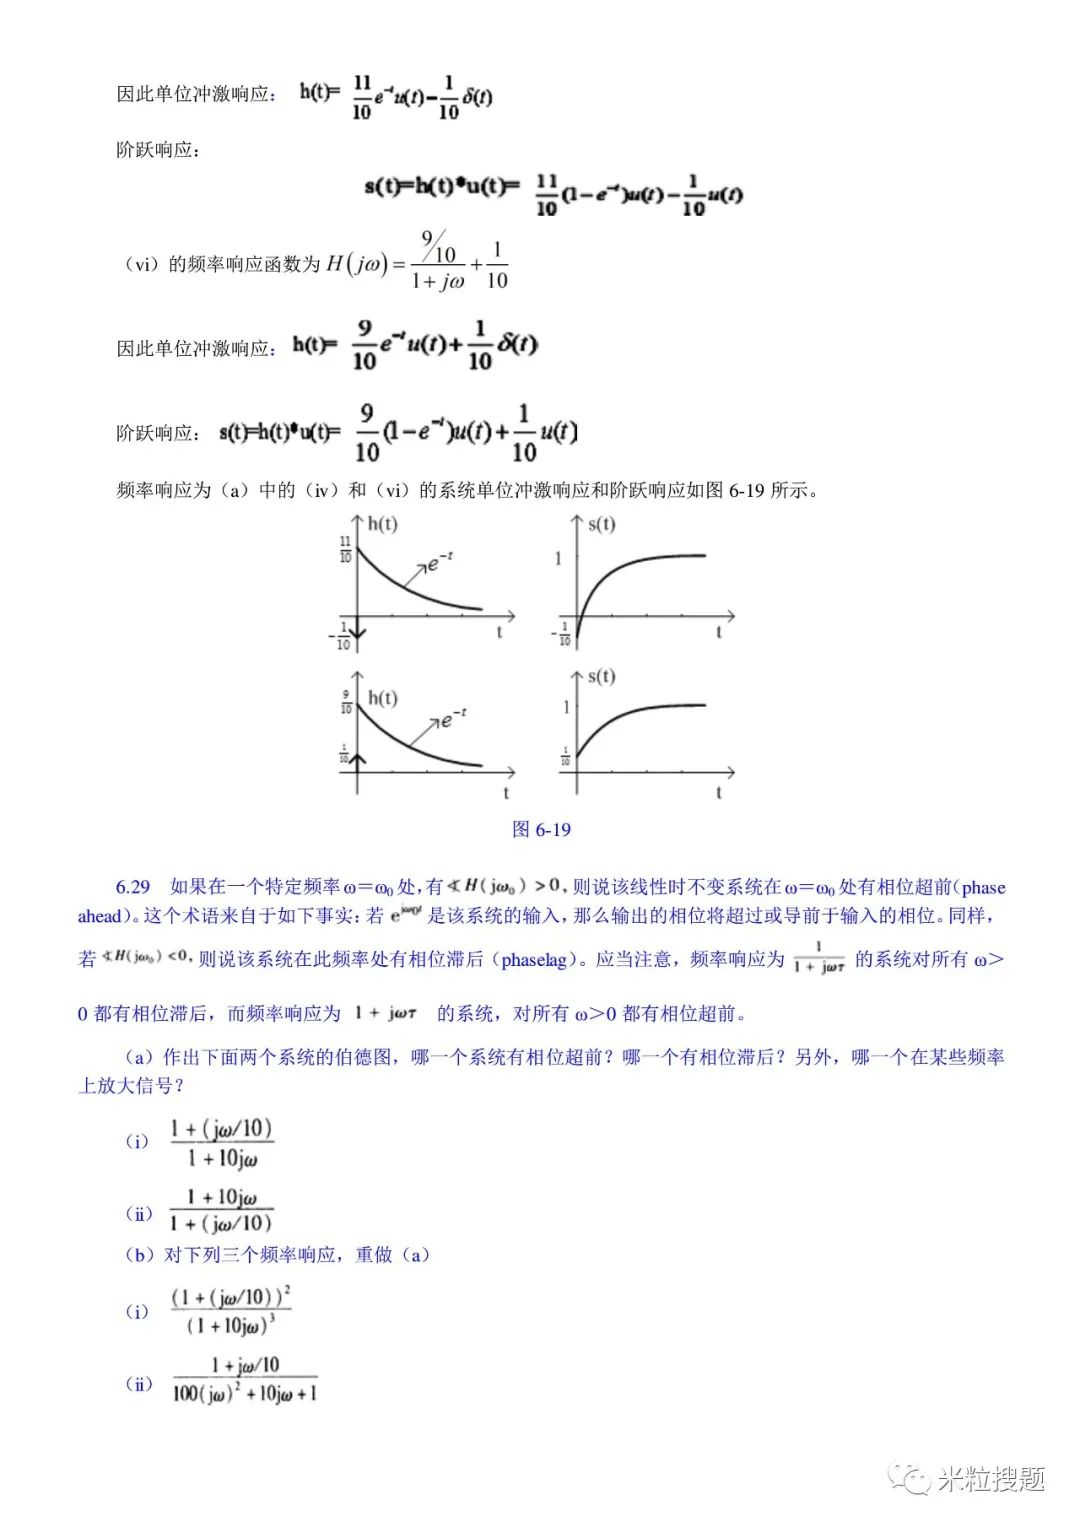 因此单位冲激响应： h(t)= 11/10 e^{-t}u(t)-1/10 δ(t)
阶跃响应：
s(t)=h(t)*u(t)= 11/10 (1-e^{-t})u(t)-1/10 u(t)
（vi）的频率响应函数为 H(jω)= (9/10)/(1+jω) + 1/10
因此单位冲激响应： h(t)= 9/10 e^{-t}u(t)+1/10 δ(t)
阶跃响应： s(t)=h(t)*u(t)= 9/10 (1-e^{-t})u(t)+1/10 u(t)
频率响应为（a）中的（iv）和（vi）的系统单位冲激响应和阶跃响应如图 6-19 所示。
h(t) 11/10 e^{-t} -1/10 t
s(t) 1 -1/10 t
h(t) 9/10 e^{-t} 1/10 t
s(t) 1 1/10 t
图 6-19
6.29 如果在一个特定频率ω＝ω₀处，有∢H(jω₀)>0，则说该线性时不变系统在ω＝ω₀处有相位超前（phase
ahead）。这个术语来自于如下事实：若 e^{jω₀t} 是该系统的输入，那么输出的相位将超过或导前于输入的相位。同样，
若∢H(jω₀)<0，则说该系统在此频率处有相位滞后（phaselag）。应当注意，频率响应为 1/(1+jωτ) 的系统对所有 ω＞
0 都有相位滞后，而频率响应为 1+jωτ 的系统，对所有 ω＞0 都有相位超前。
（a）作出下面两个系统的伯德图，哪一个系统有相位超前？哪一个有相位滞后？另外，哪一个在某些频率
上放大信号？
（i） (1+(jω/10))/(1+10jω)
（ii） (1+10jω)/(1+(jω/10))
（b）对下列三个频率响应，重做（a）
（i） (1+(jω/10))²/(1+10jω)³
（ii） (1+jω/10)/(100(jω)²+10jω+1)
米粒搜题